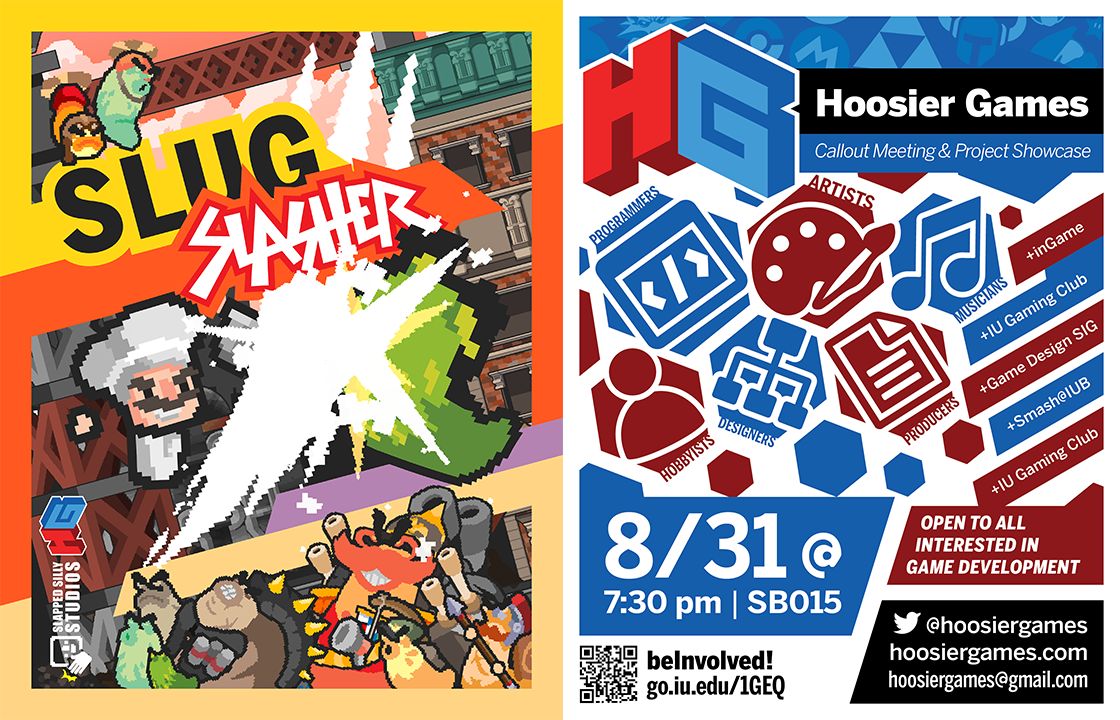 SLUG
SLASHER
HG
SLAPPED SILLY
STUDIOS
HG
Hoosier Games
Callout Meeting & Project Showcase
PROGRAMMERS
ARTISTS
MUSICIANS
</>
HOBBYISTS
DESIGNERS
PRODUCERS
+inGame
+IU Gaming Club
+Game Design SIG
+Smash@IUB
+IU Gaming Club
8/31 @
7:30 pm | SB015
OPEN TO ALL
INTERESTED IN
GAME DEVELOPMENT
@hoosiergames
hoosiergames.com
hoosiergames@gmail.com
beInvolved!
go.iu.edu/1GEQ